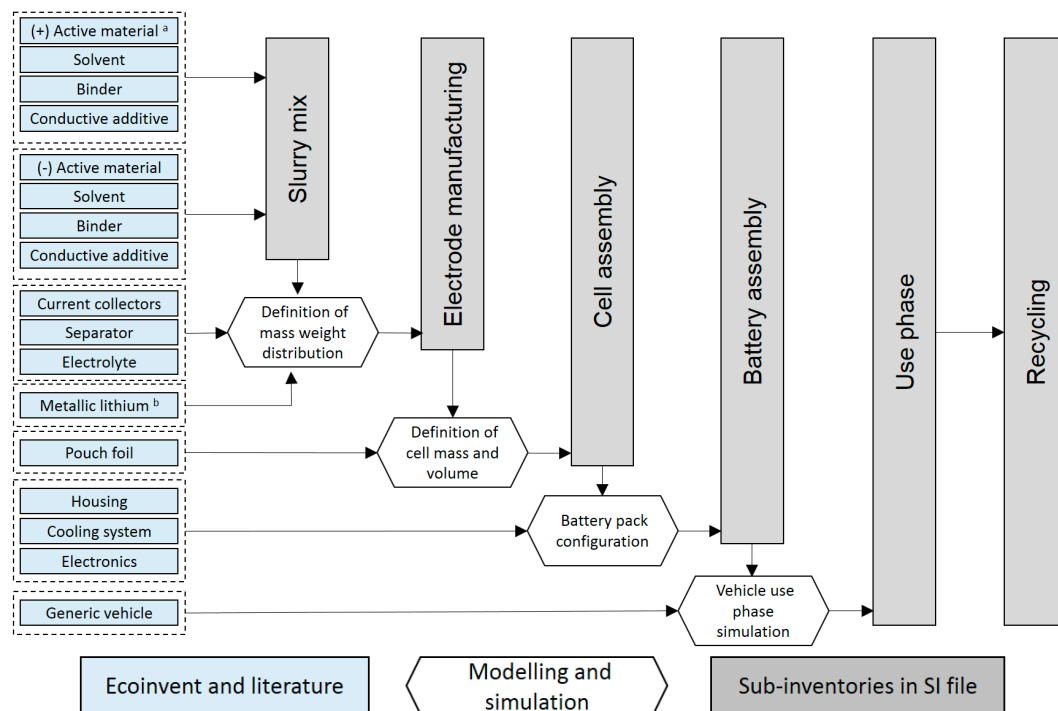 (+) Active material a
Solvent
Binder
Conductive additive
(-) Active material
Solvent
Binder
Conductive additive
Current collectors
Separator
Electrolyte
Metallic lithium b
Pouch foil
Housing
Cooling system
Electronics
Generic vehicle
Slurry mix
Definition of
mass weight
distribution
Electrode manufacturing
Definition of
cell mass and
volume
Cell assembly
Battery pack
configuration
Battery assembly
Vehicle use
phase
simulation
Use phase
Recycling
Ecoinvent and literature
Modelling and
simulation
Sub-inventories in SI file